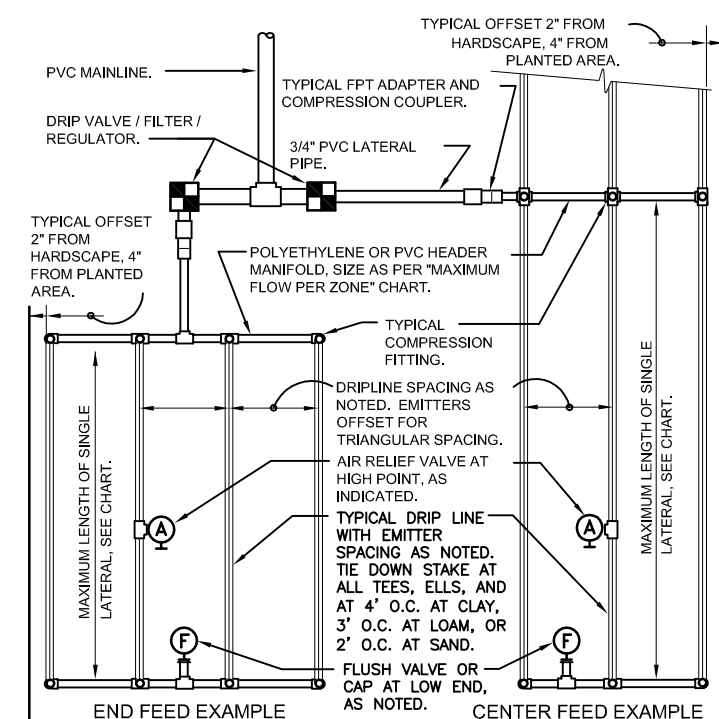 TYPICAL OFFSET 2" FROM
HARDSCAPE, 4" FROM
PLANTED AREA.
PVC MAINLINE.
TYPICAL FPT ADAPTER AND
COMPRESSION COUPLER.
DRIP VALVE / FILTER /
REGULATOR.
3/4" PVC LATERAL
PIPE.
TYPICAL OFFSET
2" FROM
HARDSCAPE, 4"
FROM PLANTED
AREA.
POLYETHYLENE OR PVC HEADER
MANIFOLD, SIZE AS PER "MAXIMUM
FLOW PER ZONE" CHART.
TYPICAL
COMPRESSION
FITTING.
MAXIMUM LENGTH OF SINGLE
LATERAL, SEE CHART.
DRIPLINE SPACING AS
NOTED. EMITTERS
OFFSET FOR
TRIANGULAR SPACING.
MAXIMUM LENGTH OF SINGLE
LATERAL, SEE CHART.
AIR RELIEF VALVE AT
HIGH POINT, AS
INDICATED.
A
A
TYPICAL DRIP LINE
WITH EMITTER
SPACING AS NOTED.
TIE DOWN STAKE AT
ALL TEES, ELLS, AND
AT 4' O.C. AT CLAY,
3' O.C. AT LOAM, OR
2' O.C. AT SAND.
F
F
FLUSH VALVE OR
CAP AT LOW END,
AS NOTED.
END FEED EXAMPLE
CENTER FEED EXAMPLE